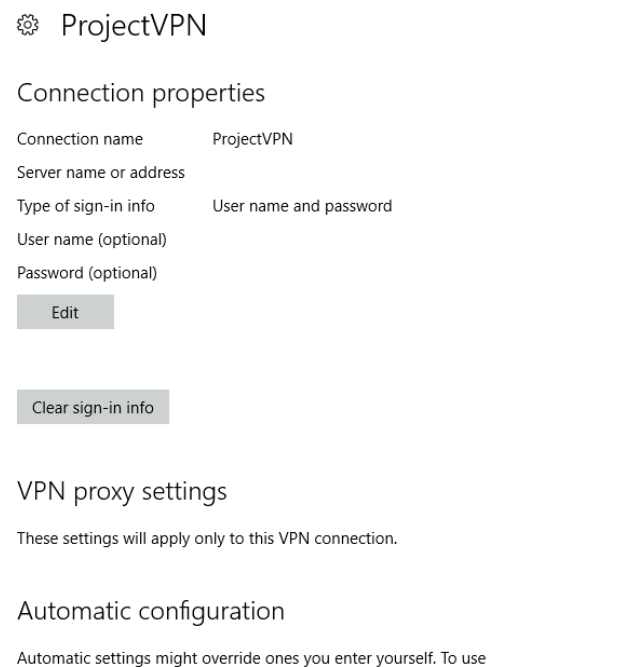 ProjectVPN
Connection properties
Connection name ProjectVPN
Server name or address
Type of sign-in info User name and password
User name (optional)
Password (optional)
Edit
Clear sign-in info
VPN proxy settings
These settings will apply only to this VPN connection.
Automatic configuration
Automatic settings might override ones you enter yourself. To use